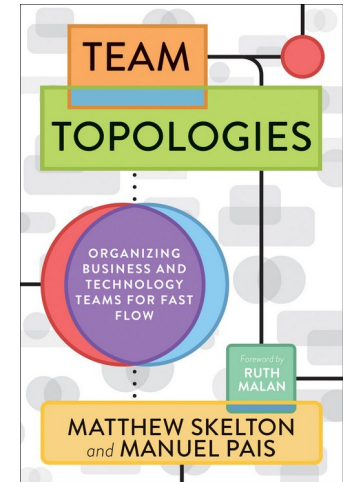 TEAM
TOPOLOGIES
ORGANIZING
BUSINESS AND
TECHNOLOGY
TEAMS FOR FAST
FLOW
Foreword by
RUTH
MALAN
MATTHEW SKELTON
and MANUEL PAIS